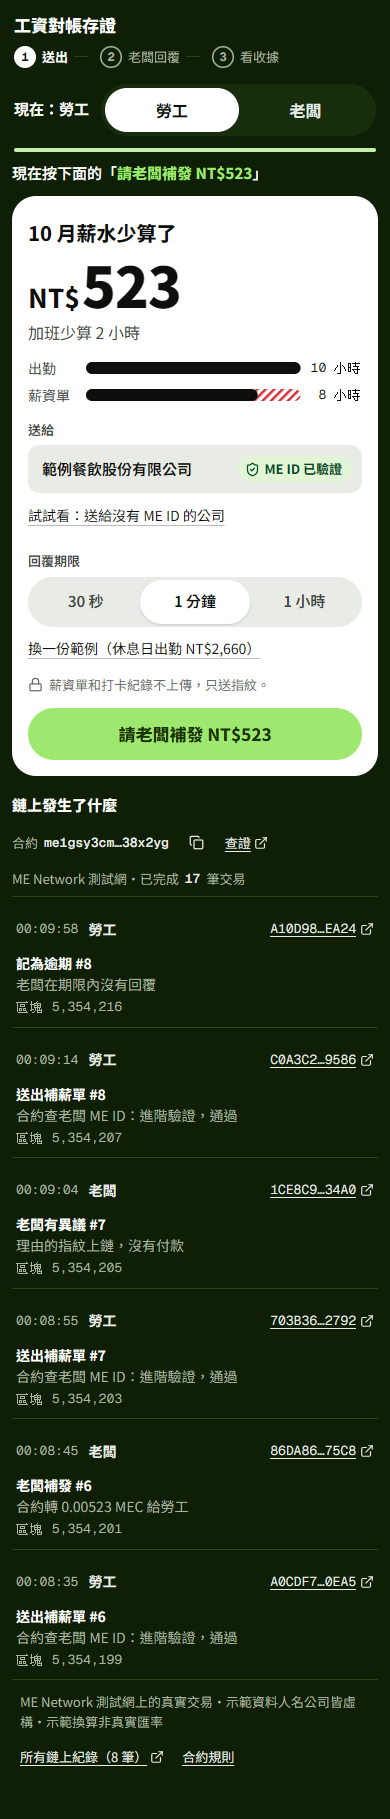 工資對帳存證
1 送出 2 老闆回覆 3 看收據
現在：勞工 勞工 老闆
現在按下面的「請老闆補發 NT$523」
10 月薪水少算了
NT$523
加班少算 2 小時
出勤 10 小時
薪資單 8 小時
送給
範例餐飲股份有限公司 ME ID 已驗證
試試看：送給沒有 ME ID 的公司
回覆期限
30 秒 1 分鐘 1 小時
換一份範例（休息日出勤 NT$2,660）
薪資單和打卡紀錄不上傳，只送指紋。
請老闆補發 NT$523
鏈上發生了什麼
合約 me1gsy3cm…38x2yg 查證
ME Network 測試網・已完成 17 筆交易
00:09:58 勞工 A10D98…EA24
記為逾期 #8
老闆在期限內沒有回覆
區塊 5,354,216
00:09:14 勞工 C0A3C2…9586
送出補薪單 #8
合約查老闆 ME ID：進階驗證，通過
區塊 5,354,207
00:09:04 老闆 1CE8C9…34A0
老闆有異議 #7
理由的指紋上鏈，沒有付款
區塊 5,354,205
00:08:55 勞工 703B36…2792
送出補薪單 #7
合約查老闆 ME ID：進階驗證，通過
區塊 5,354,203
00:08:45 老闆 86DA86…75C8
老闆補發 #6
合約轉 0.00523 MEC 給勞工
區塊 5,354,201
00:08:35 勞工 A0CDF7…0EA5
送出補薪單 #6
合約查老闆 ME ID：進階驗證，通過
區塊 5,354,199
ME Network 測試網上的真實交易・示範資料人名公司皆虛
構・示範換算非真實匯率
所有鏈上紀錄（8 筆） 合約規則